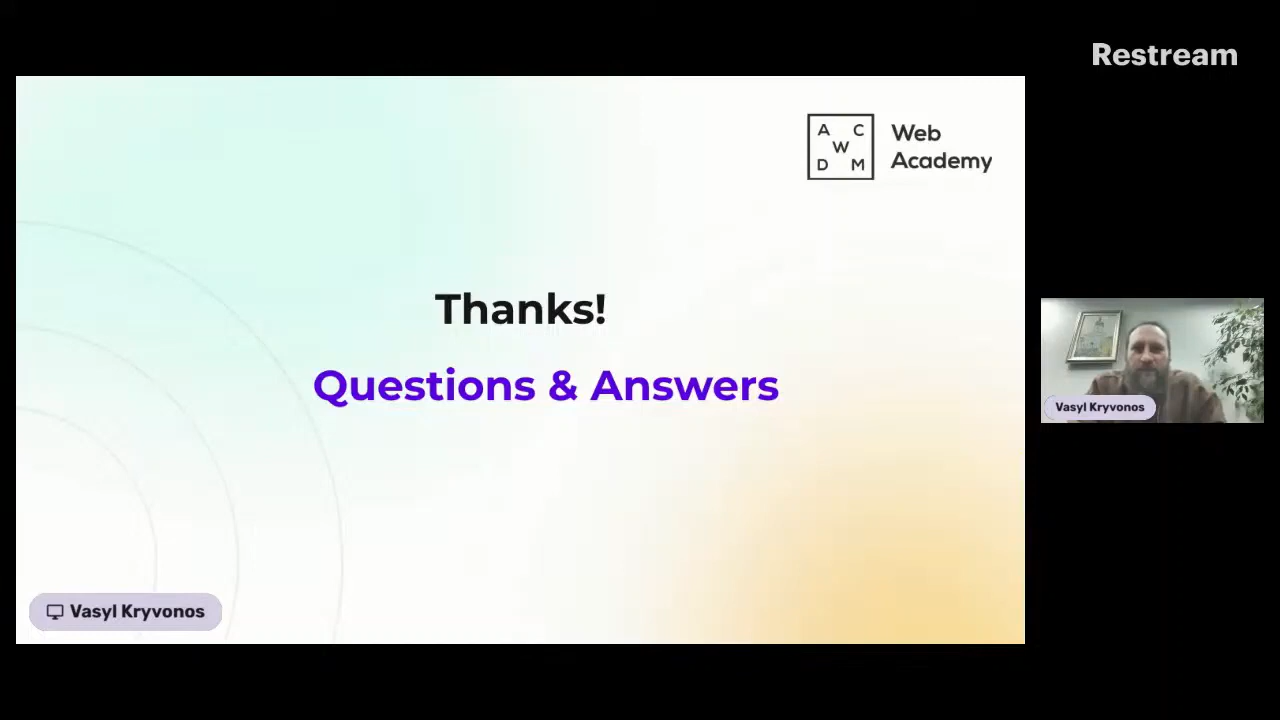 Restream
A C
W
D M
Web
Academy
Thanks!
Questions & Answers
Vasyl Kryvonos
Vasyl Kryvonos